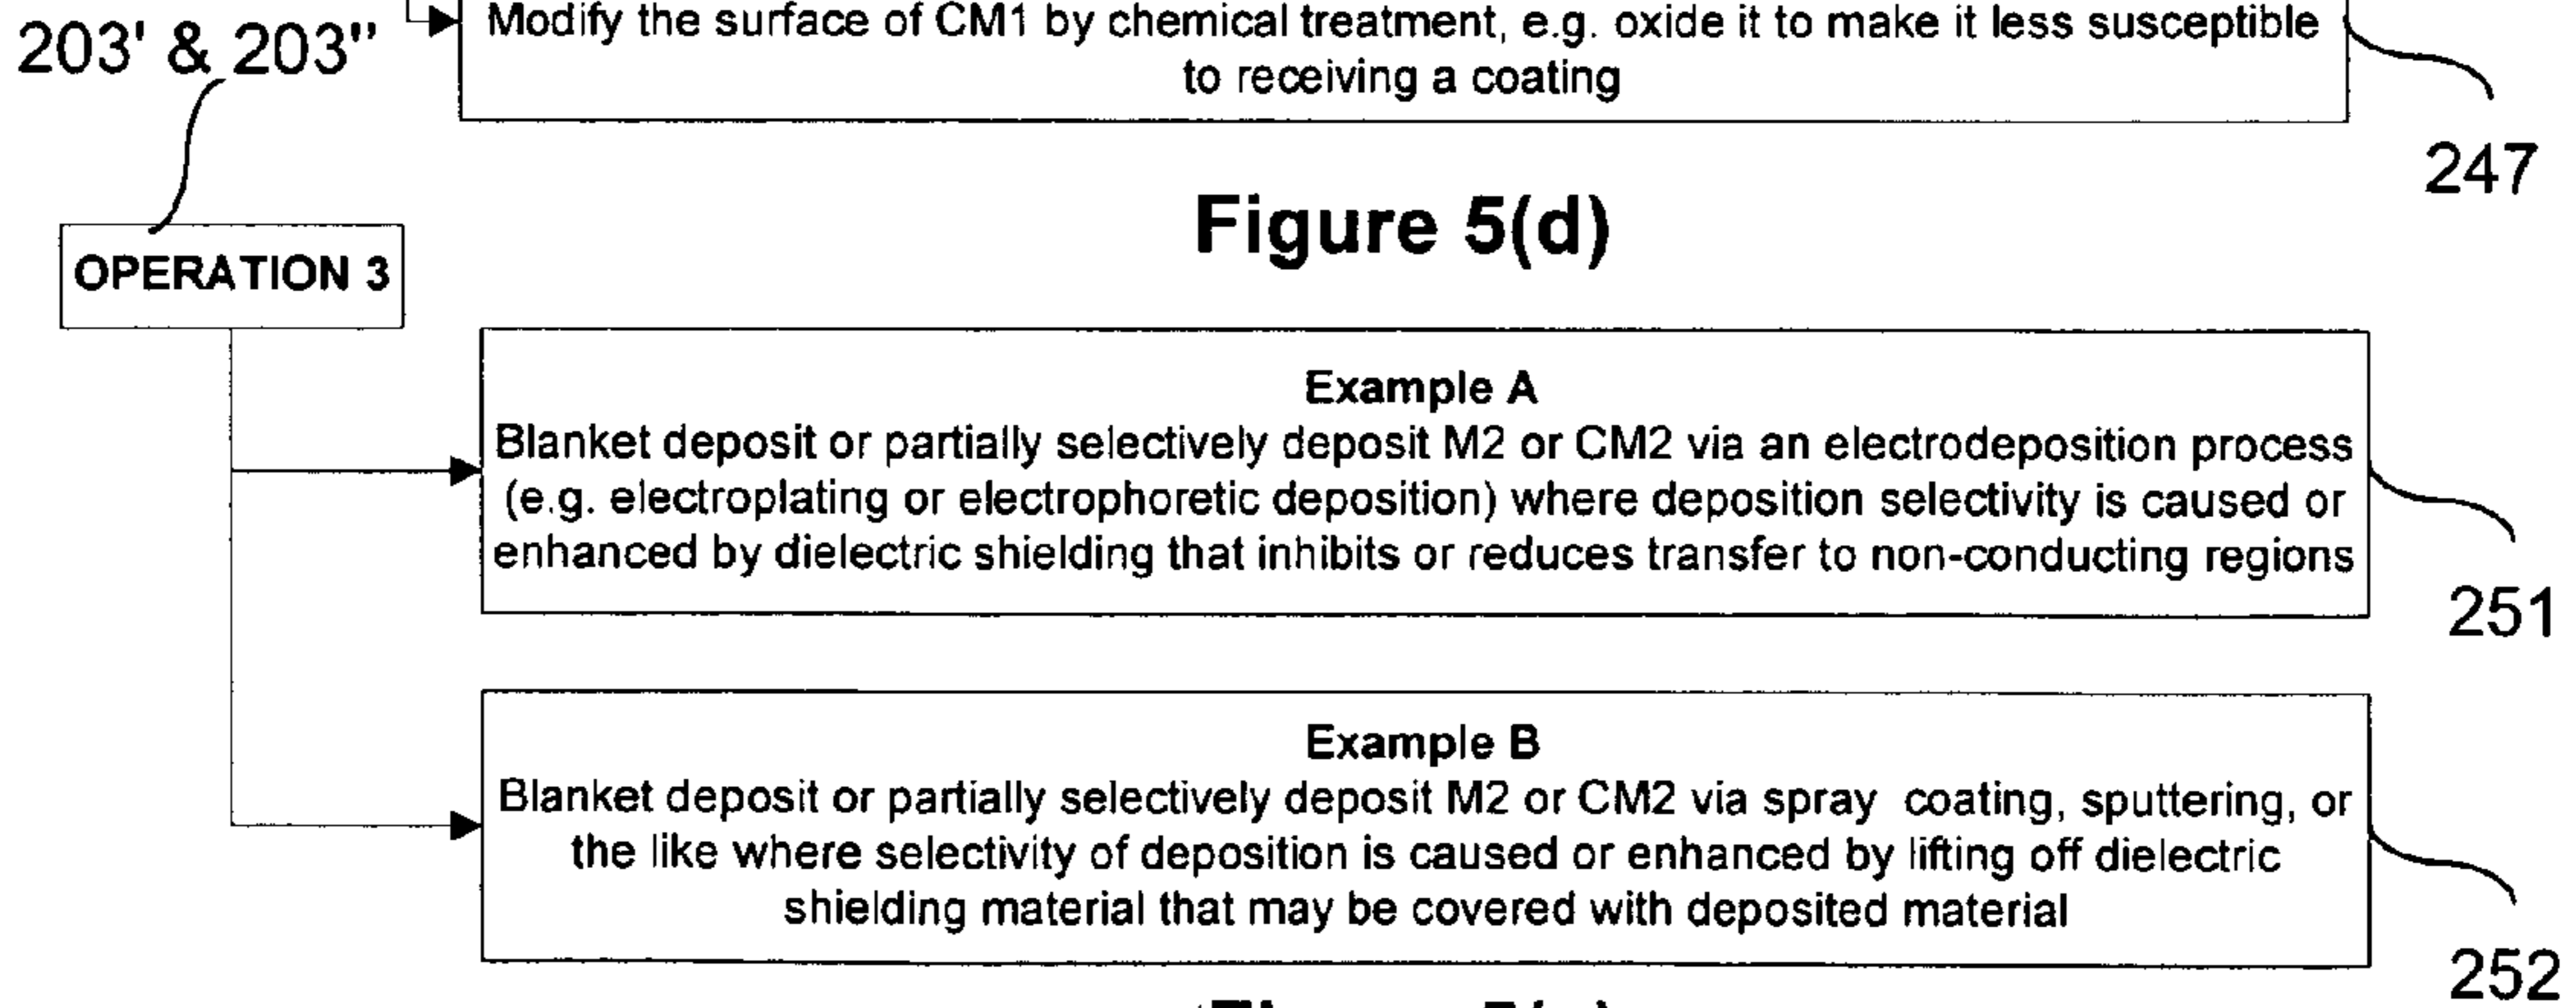 Modify the surface of CM1 by chemical treatment, e.g. oxide it to make it less susceptible
to receiving a coating
203' & 203"
247
Figure 5(d)
OPERATION 3
Example A
Blanket deposit or partially selectively deposit M2 or CM2 via an electrodeposition process
(e.g. electroplating or electrophoretic deposition) where deposition selectivity is caused or
enhanced by dielectric shielding that inhibits or reduces transfer to non-conducting regions
251
Example B
Blanket deposit or partially selectively deposit M2 or CM2 via spray coating, sputtering, or
the like where selectivity of deposition is caused or enhanced by lifting off dielectric
shielding material that may be covered with deposited material
252